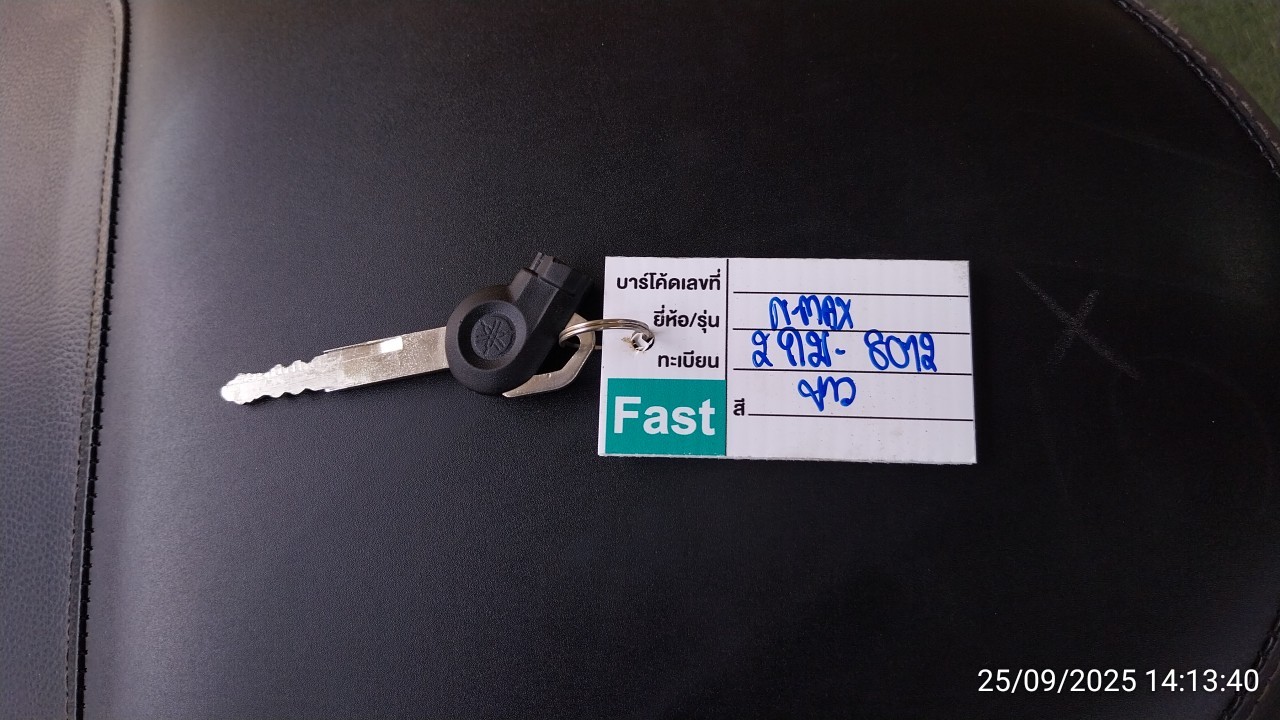 บาร์โค้ดเลขที่
ยี่ห้อ/รุ่น N-MAX
ทะเบียน 2 ขาม - 8012
Fast
สี ขาว
25/09/2025 14:13:40